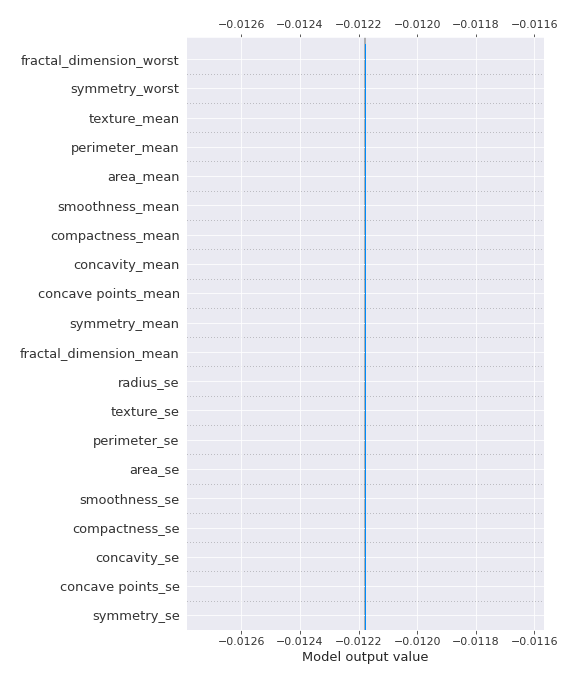 −0.0126 −0.0124 −0.0122 −0.0120 −0.0118 −0.0116
fractal_dimension_worst
symmetry_worst
texture_mean
perimeter_mean
area_mean
smoothness_mean
compactness_mean
concavity_mean
concave points_mean
symmetry_mean
fractal_dimension_mean
radius_se
texture_se
perimeter_se
area_se
smoothness_se
compactness_se
concavity_se
concave points_se
symmetry_se
−0.0126 −0.0124 −0.0122 −0.0120 −0.0118 −0.0116
Model output value